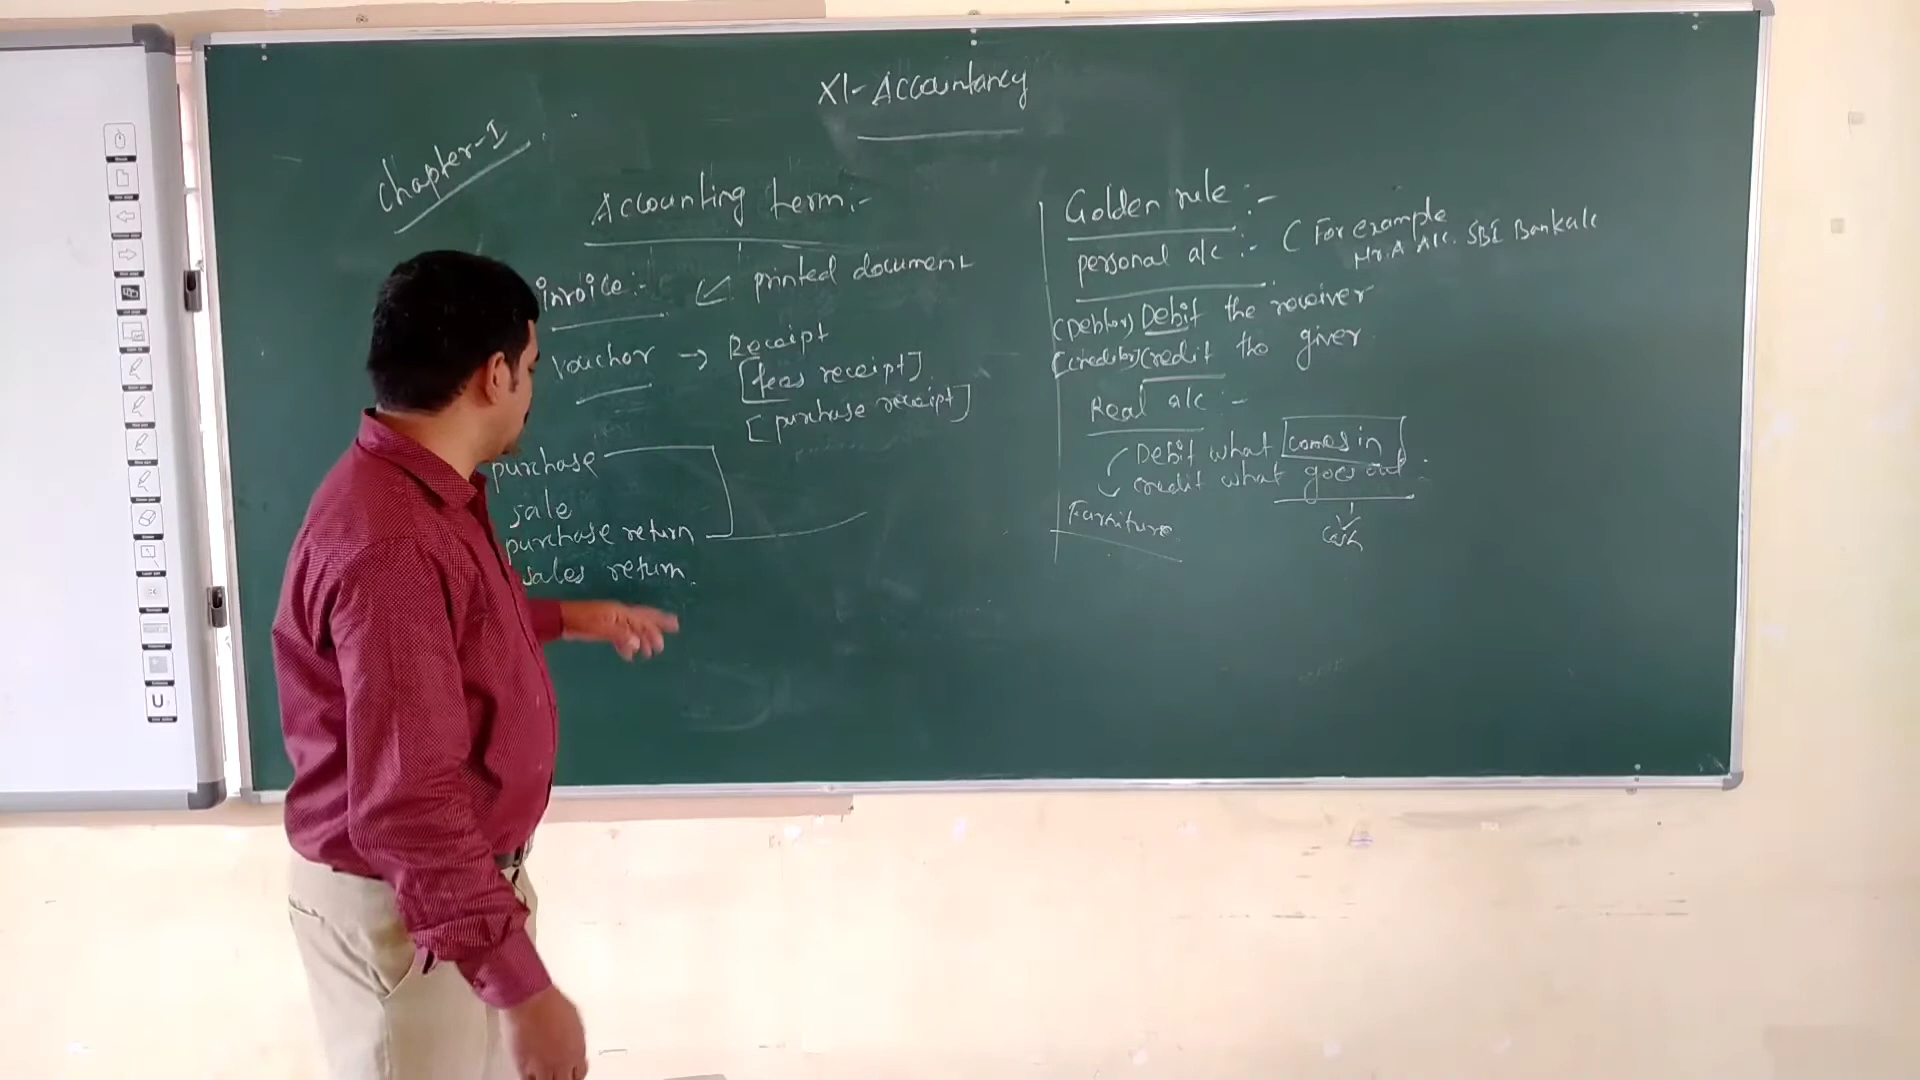 XI-Accountancy
Chapter-I
Accounting term:-
invoice:- printed document
Voucher → Receipt
[fees receipt]
[purchase receipt]
purchase
sale
purchase return
sales return.
Golden rule:-
personal a/c:- ( For example
Mr.A A/c. SBI Bank a/c
(Debtor) Debit the receiver
[creditor] Credit the giver
Real a/c:-
Debit what comes in
credit what goes out
Furniture
Cash
U